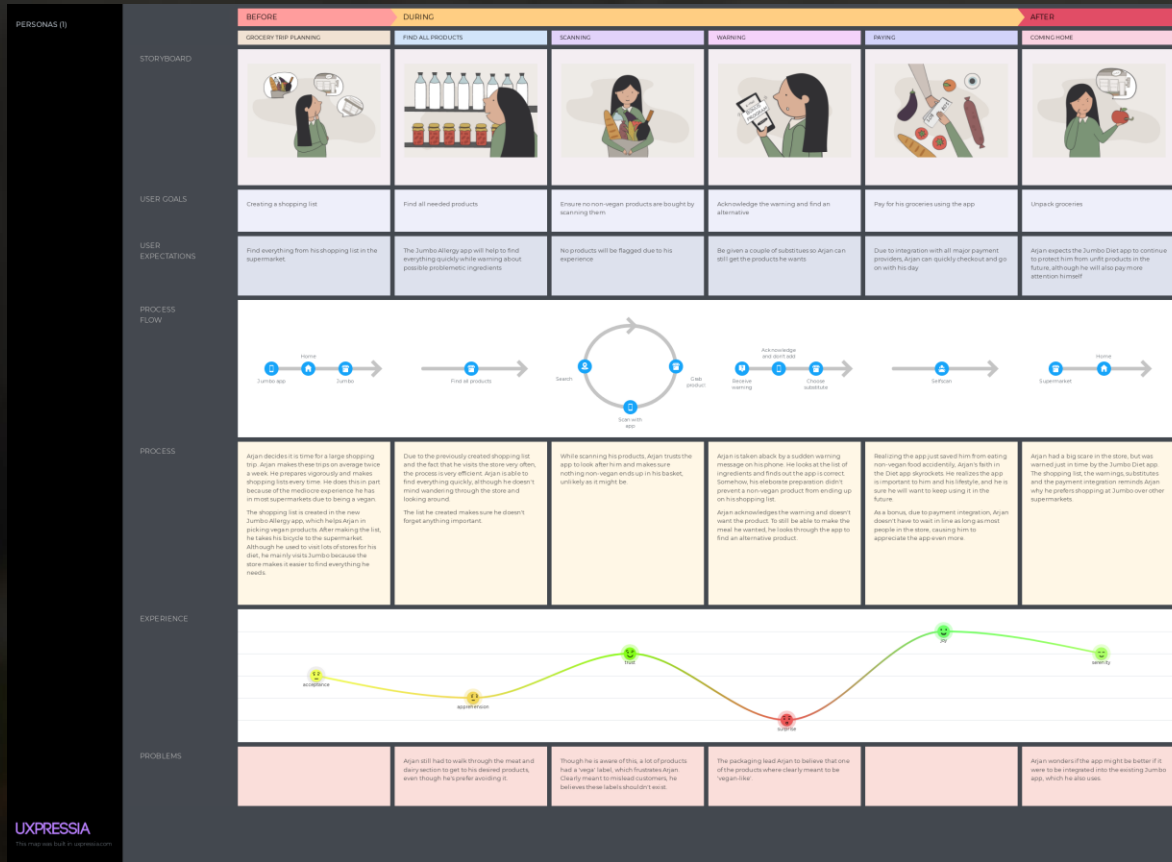 PERSONAS (1)
BEFORE
DURING
AFTER
GROCERY TRIP PLANNING
FIND ALL PRODUCTS
SCANNING
WARNING
PAYING
COMING HOME
STORYBOARD
USER GOALS
Creating a shopping list
Find all needed products
Ensure no non-vegan products are bought by
scanning them
Acknowledge the warning and find an
alternative
Pay for his groceries using the app
Unpack groceries
USER
EXPECTATIONS
Find everything from his shopping list in the
supermarket
The Jumbo Allergy app will help to find
everything quickly while warning about
possible problemetic ingredients
No products will be flagged due to his
experience
Be given a couple of substitues so Arjan can
still get the products he wants
Due to integration with all major payment
providers, Arjan can quickly checkout and go
on with his day.
Arjan expects the Jumbo Diet app to continue
to protect him from unfit products in the
future, although he will also pay more
attention himself
PROCESS
FLOW
Jumbo app
Home
Jumbo
Find all products
Search
Grab
product
Scan with
app
Receive
warning
Acknowledge
and don't add
Choose
substitute
Selfscan
Supermarket
Home
PROCESS
Arjan decides it is time for a large shopping
trip. Arjan makes these trips on average twice
a week. He prepares vigorously and makes
shopping lists every time. He does this in part
because of the mediocre experience he has
in most supermarkets due to being a vegan.
The shopping list is created in the new
Jumbo Allergy app, which helps Arjan in
picking vegan products. After making the list,
he takes his bicycle to the supermarket.
Although he used to visit lots of stores for his
diet, he mainly visits Jumbo because the
store makes it easier to find everything he
needs.
Due to the previously created shopping list
and the fact that he visits the store very often,
the process is very efficient. Arjan is able to
find everything quickly, although he doesn't
mind wandering through the store and
looking around.
The list he created makes sure he doesn't
forget anything important.
While scanning his products, Arjan trusts the
app to look after him and makes sure
nothing non-vegan ends up in his basket,
unlikely as it might be.
Arjan is taken aback by a sudden warning
message on his phone. He looks at the list of
ingredients and finds out the app is correct.
Somehow, his eleborate preparation didn't
prevent a non-vegan product from ending up
on his shopping list.
Arjan acknowledges the warning and doesn't
want the product. To still be able to make the
meal he wanted, he looks through the app to
find an alternative product.
Realizing the app just saved him from eating
non-vegan food accidently, Arjan's faith in
the Diet app skyrockets. He realizes the app
is important to him and his lifestyle, and he is
sure he will want to keep using it in the
future.
As a bonus, due to payment integration, Arjan
doesn't have to wait in line as long as most
people in the store, causing him to
appreciate the app even more.
Arjan had a big scare in the store, but was
warned just in time by the Jumbo Diet app.
The shopping list, the warnings, substitutes
and the payment integration reminds Arjan
why he prefers shopping at Jumbo over other
supermarkets.
EXPERIENCE
acceptance
apprehension
trust
surprise
joy
serenity
PROBLEMS
Arjan still had to walk through the meat and
dairy section to get to his desired products,
even though he's prefer avoiding it.
Though he is aware of this, a lot of products
had a 'vega' label, which frustrates Arjan.
Clearly meant to mislead customers, he
believes these labels shouldn't exist.
The packaging lead Arjan to believe that one
of the products where clearly meant to be
'vegan-like'.
Arjan wonders if the app might be better if it
were to be integrated into the existing Jumbo
app, which he also uses.
UXPRESSIA
This map was built in uxpressia.com